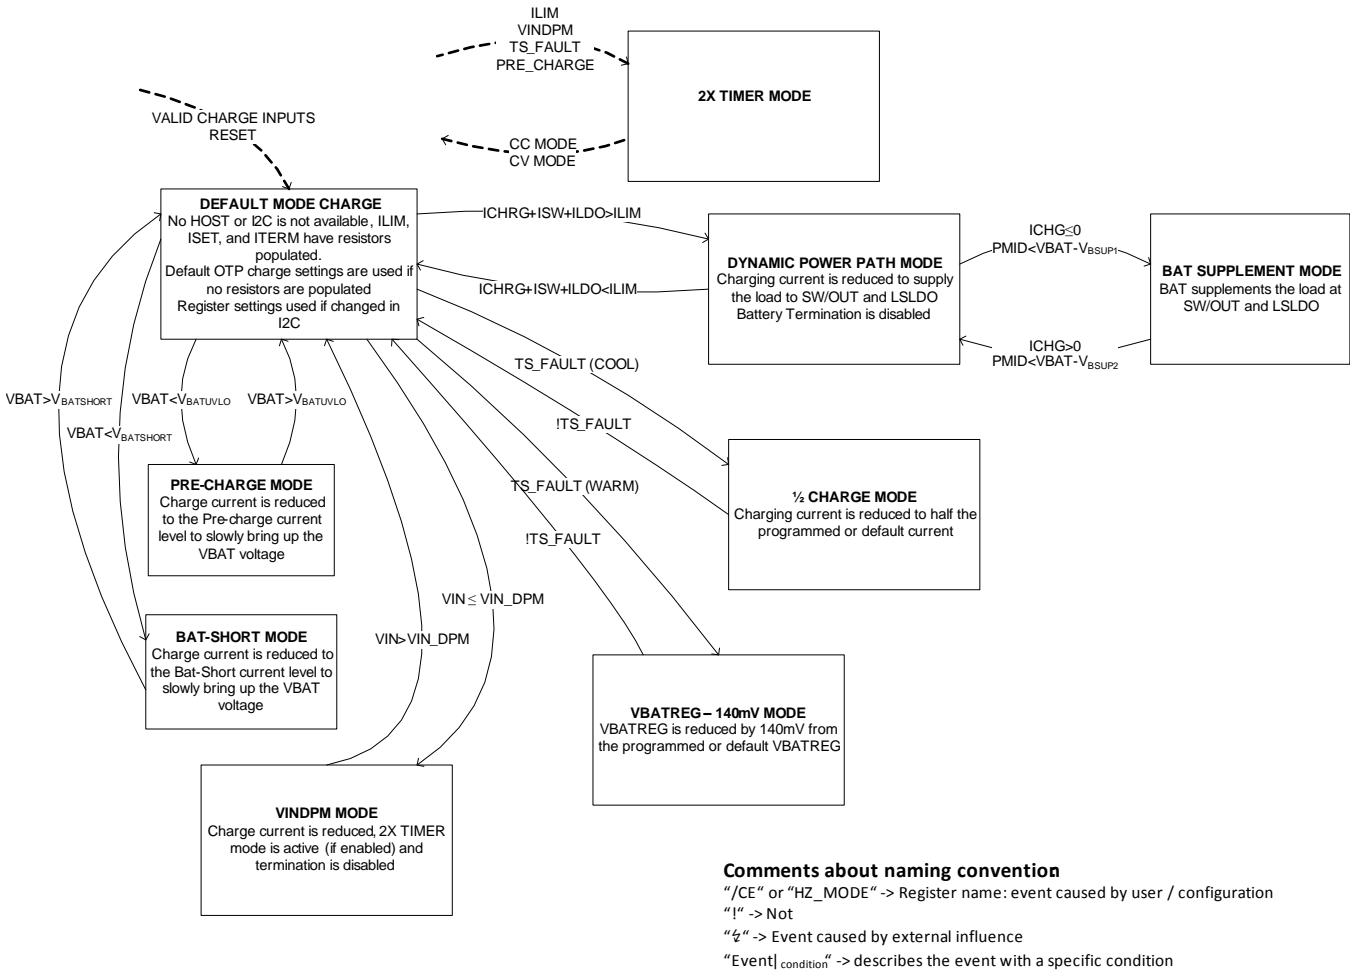 ILIM
VINDPM
TS_FAULT
PRE_CHARGE
2X TIMER MODE
VALID CHARGE INPUTS
RESET
CC MODE
CV MODE
DEFAULT MODE CHARGE
No HOST or I2C is not available, ILIM,
ISET, and ITERM have resistors
populated.
Default OTP charge settings are used if
no resistors are populated
Register settings used if changed in
I2C
ICHRG+ISW+ILDO>ILIM
ICHRG+ISW+ILDO<ILIM
DYNAMIC POWER PATH MODE
Charging current is reduced to supply
the load to SW/OUT and LSLDO
Battery Termination is disabled
ICHG≤0
PMID<VBAT-VBSUP1
ICHG>0
PMID<VBAT-VBSUP2
BAT SUPPLEMENT MODE
BAT supplements the load at
SW/OUT and LSLDO
TS_FAULT (COOL)
!TS_FAULT
VBAT>VBATSHORT
VBAT<VBATUVLO
VBAT>VBATUVLO
VBAT<VBATSHORT
PRE-CHARGE MODE
Charge current is reduced
to the Pre-charge current
level to slowly bring up the
VBAT voltage
TS_FAULT (WARM)
!TS_FAULT
½ CHARGE MODE
Charging current is reduced to half the
programmed or default current
VIN ≤ VIN_DPM
VIN>VIN_DPM
BAT-SHORT MODE
Charge current is reduced to
the Bat-Short current level to
slowly bring up the VBAT
voltage
VBATREG – 140mV MODE
VBATREG is reduced by 140mV from
the programmed or default VBATREG
VINDPM MODE
Charge current is reduced, 2X TIMER
mode is active (if enabled) and
termination is disabled
Comments about naming convention:
“/CE“ or “HZ_MODE“ -> Register name: event caused by user / configuration
“!“ -> Not
“↯“ -> Event caused by external influence
“Event| condition“ -> describes the event with a specific condition